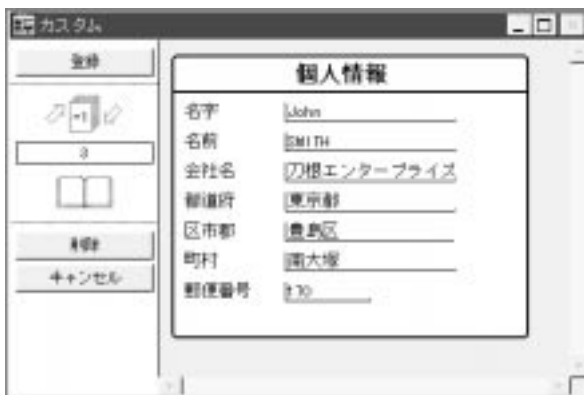 カスタム
登録
+1
3
削除
キャンセル
個人情報
名字 John
名前 SMITH
会社名 刀根エンタープライズ
都道府 東京都
区市郡 豊島区
町村 南大塚
郵便番号 170